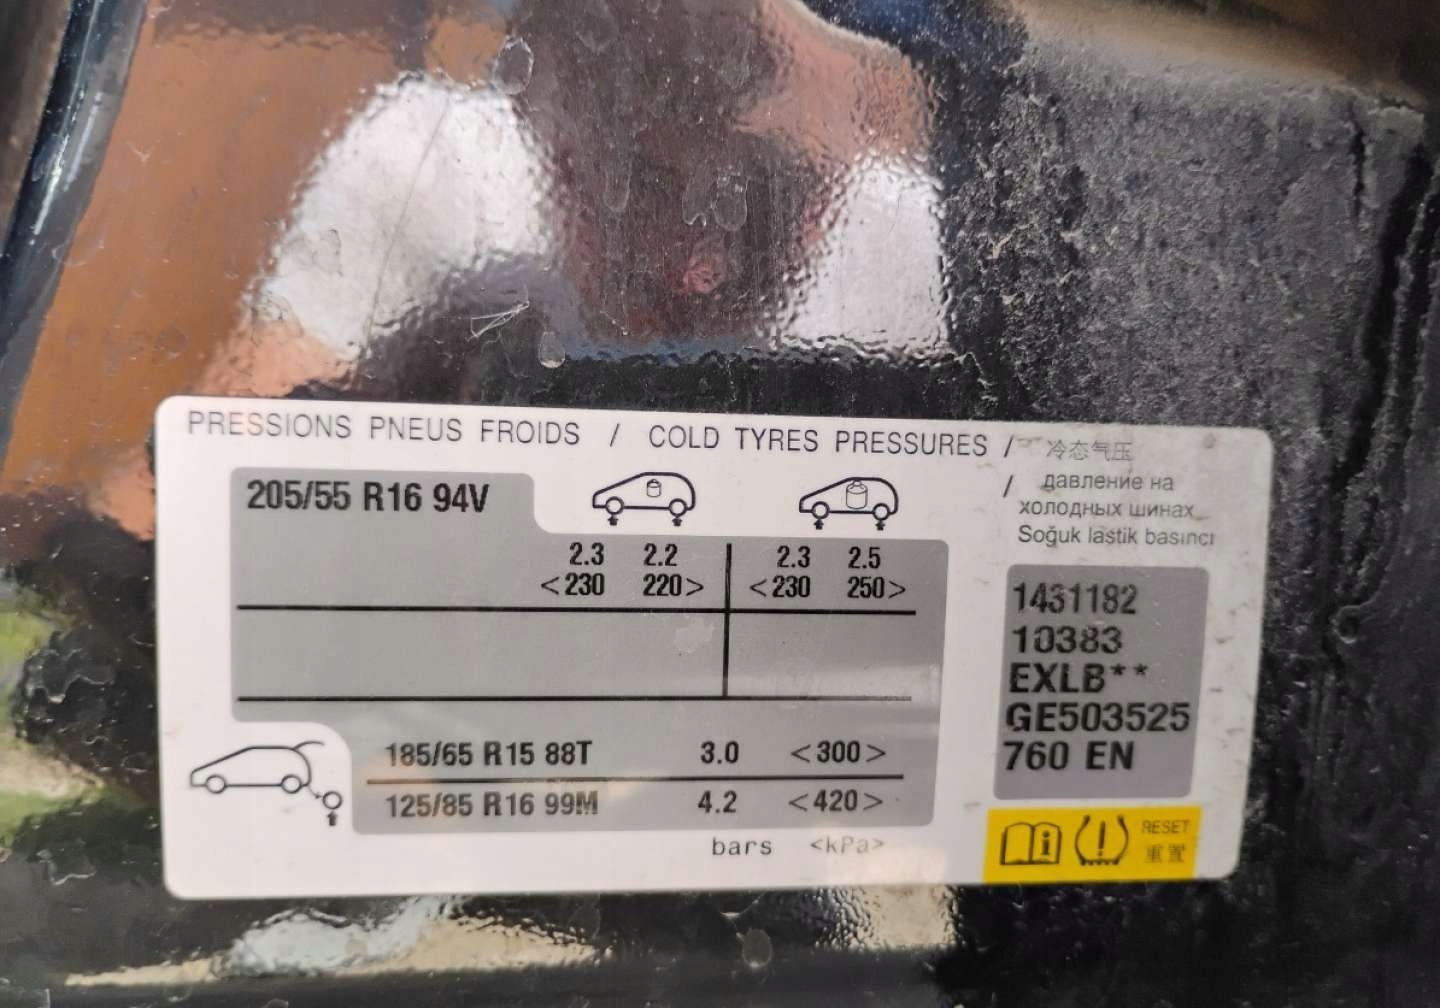 PRESSIONS PNEUS FROIDS / COLD TYRES PRESSURES / 冷态气压
/ давление на
холодных шинах
Soğuk lastik basıncı
205/55 R16 94V
2.3 2.2 2.3 2.5
<230 220> <230 250>
185/65 R15 88T 3.0 <300>
125/85 R16 99M 4.2 <420>
bars <kPa>
1431182
10383
EXLB**
GE503525
760 EN
RESET
重置